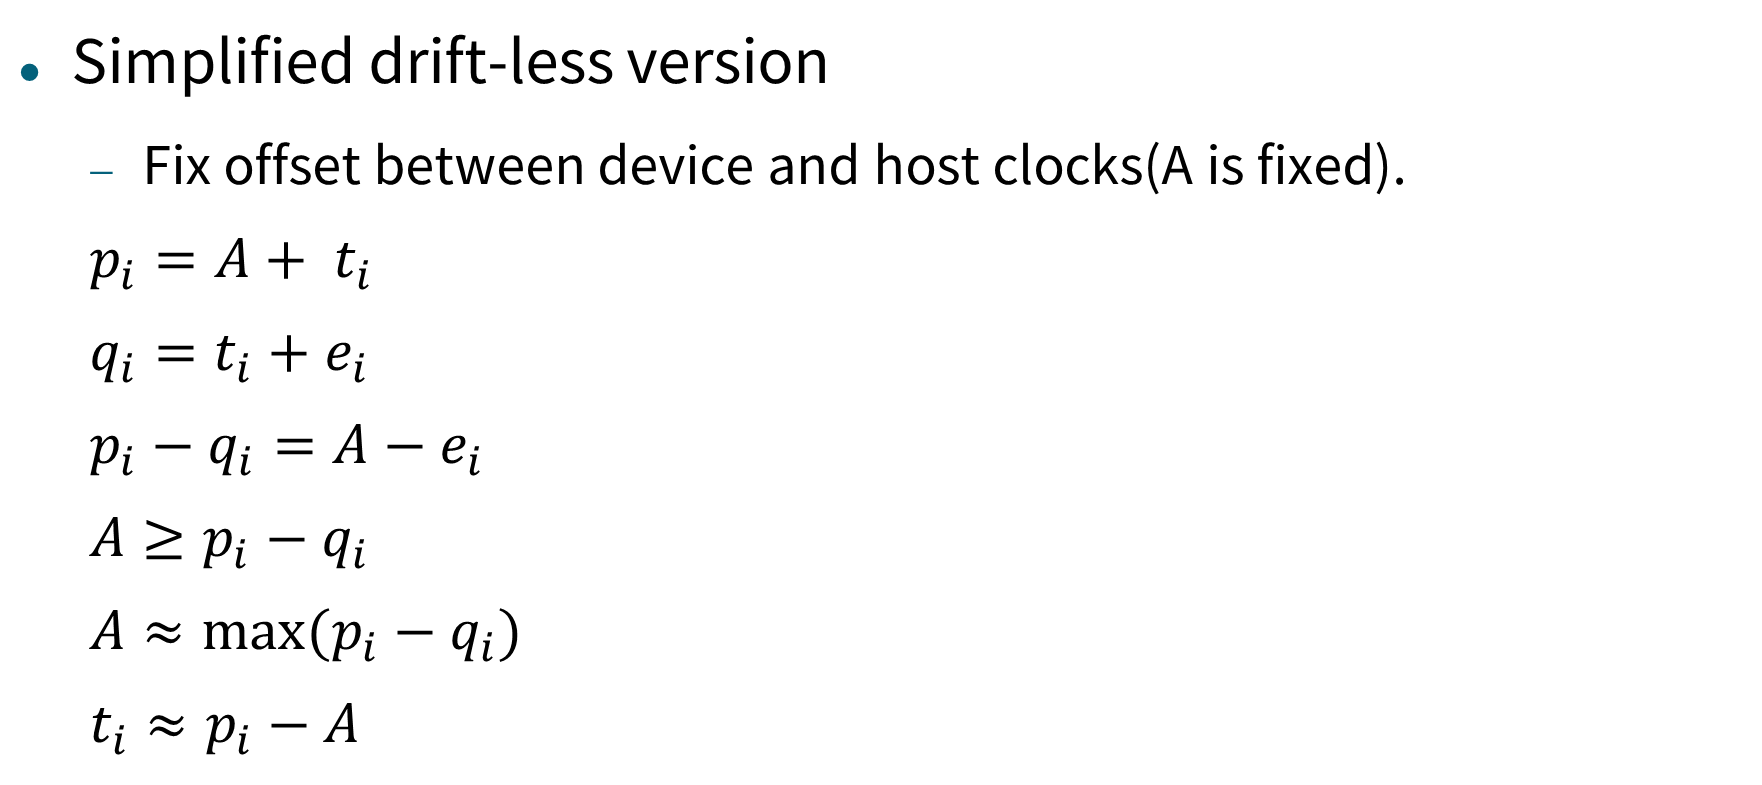 • Simplified drift-less version
– Fix offset between device and host clocks(A is fixed).
pᵢ = A + tᵢ
qᵢ = tᵢ + eᵢ
pᵢ − qᵢ = A − eᵢ
A ≥ pᵢ − qᵢ
A ≈ max(pᵢ − qᵢ)
tᵢ ≈ pᵢ − A